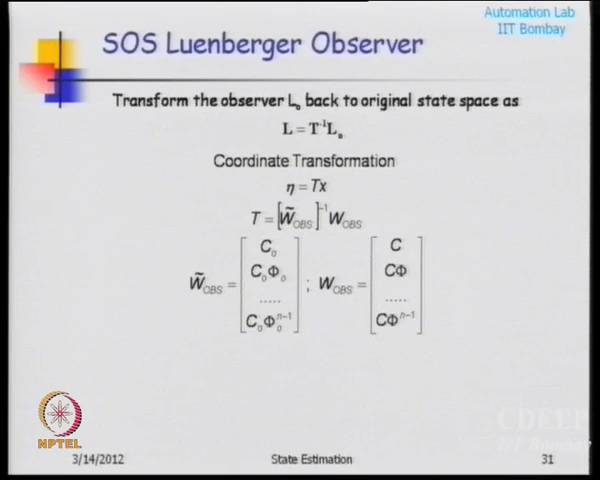 Automation Lab
IIT Bombay
SOS Luenberger Observer
Transform the observer L₀ back to original state space as
L = T⁻¹L₀
Coordinate Transformation
η = Tx
T = [W̃_OBS]⁻¹ W_OBS
W̃_OBS = [C₀ ; C₀Φ₀ ; ..... ; C₀Φ₀ⁿ⁻¹] ; W_OBS = [C ; CΦ ; ..... ; CΦⁿ⁻¹]
NPTEL
CDEEP
IIT Bombay
3/14/2012 State Estimation 31